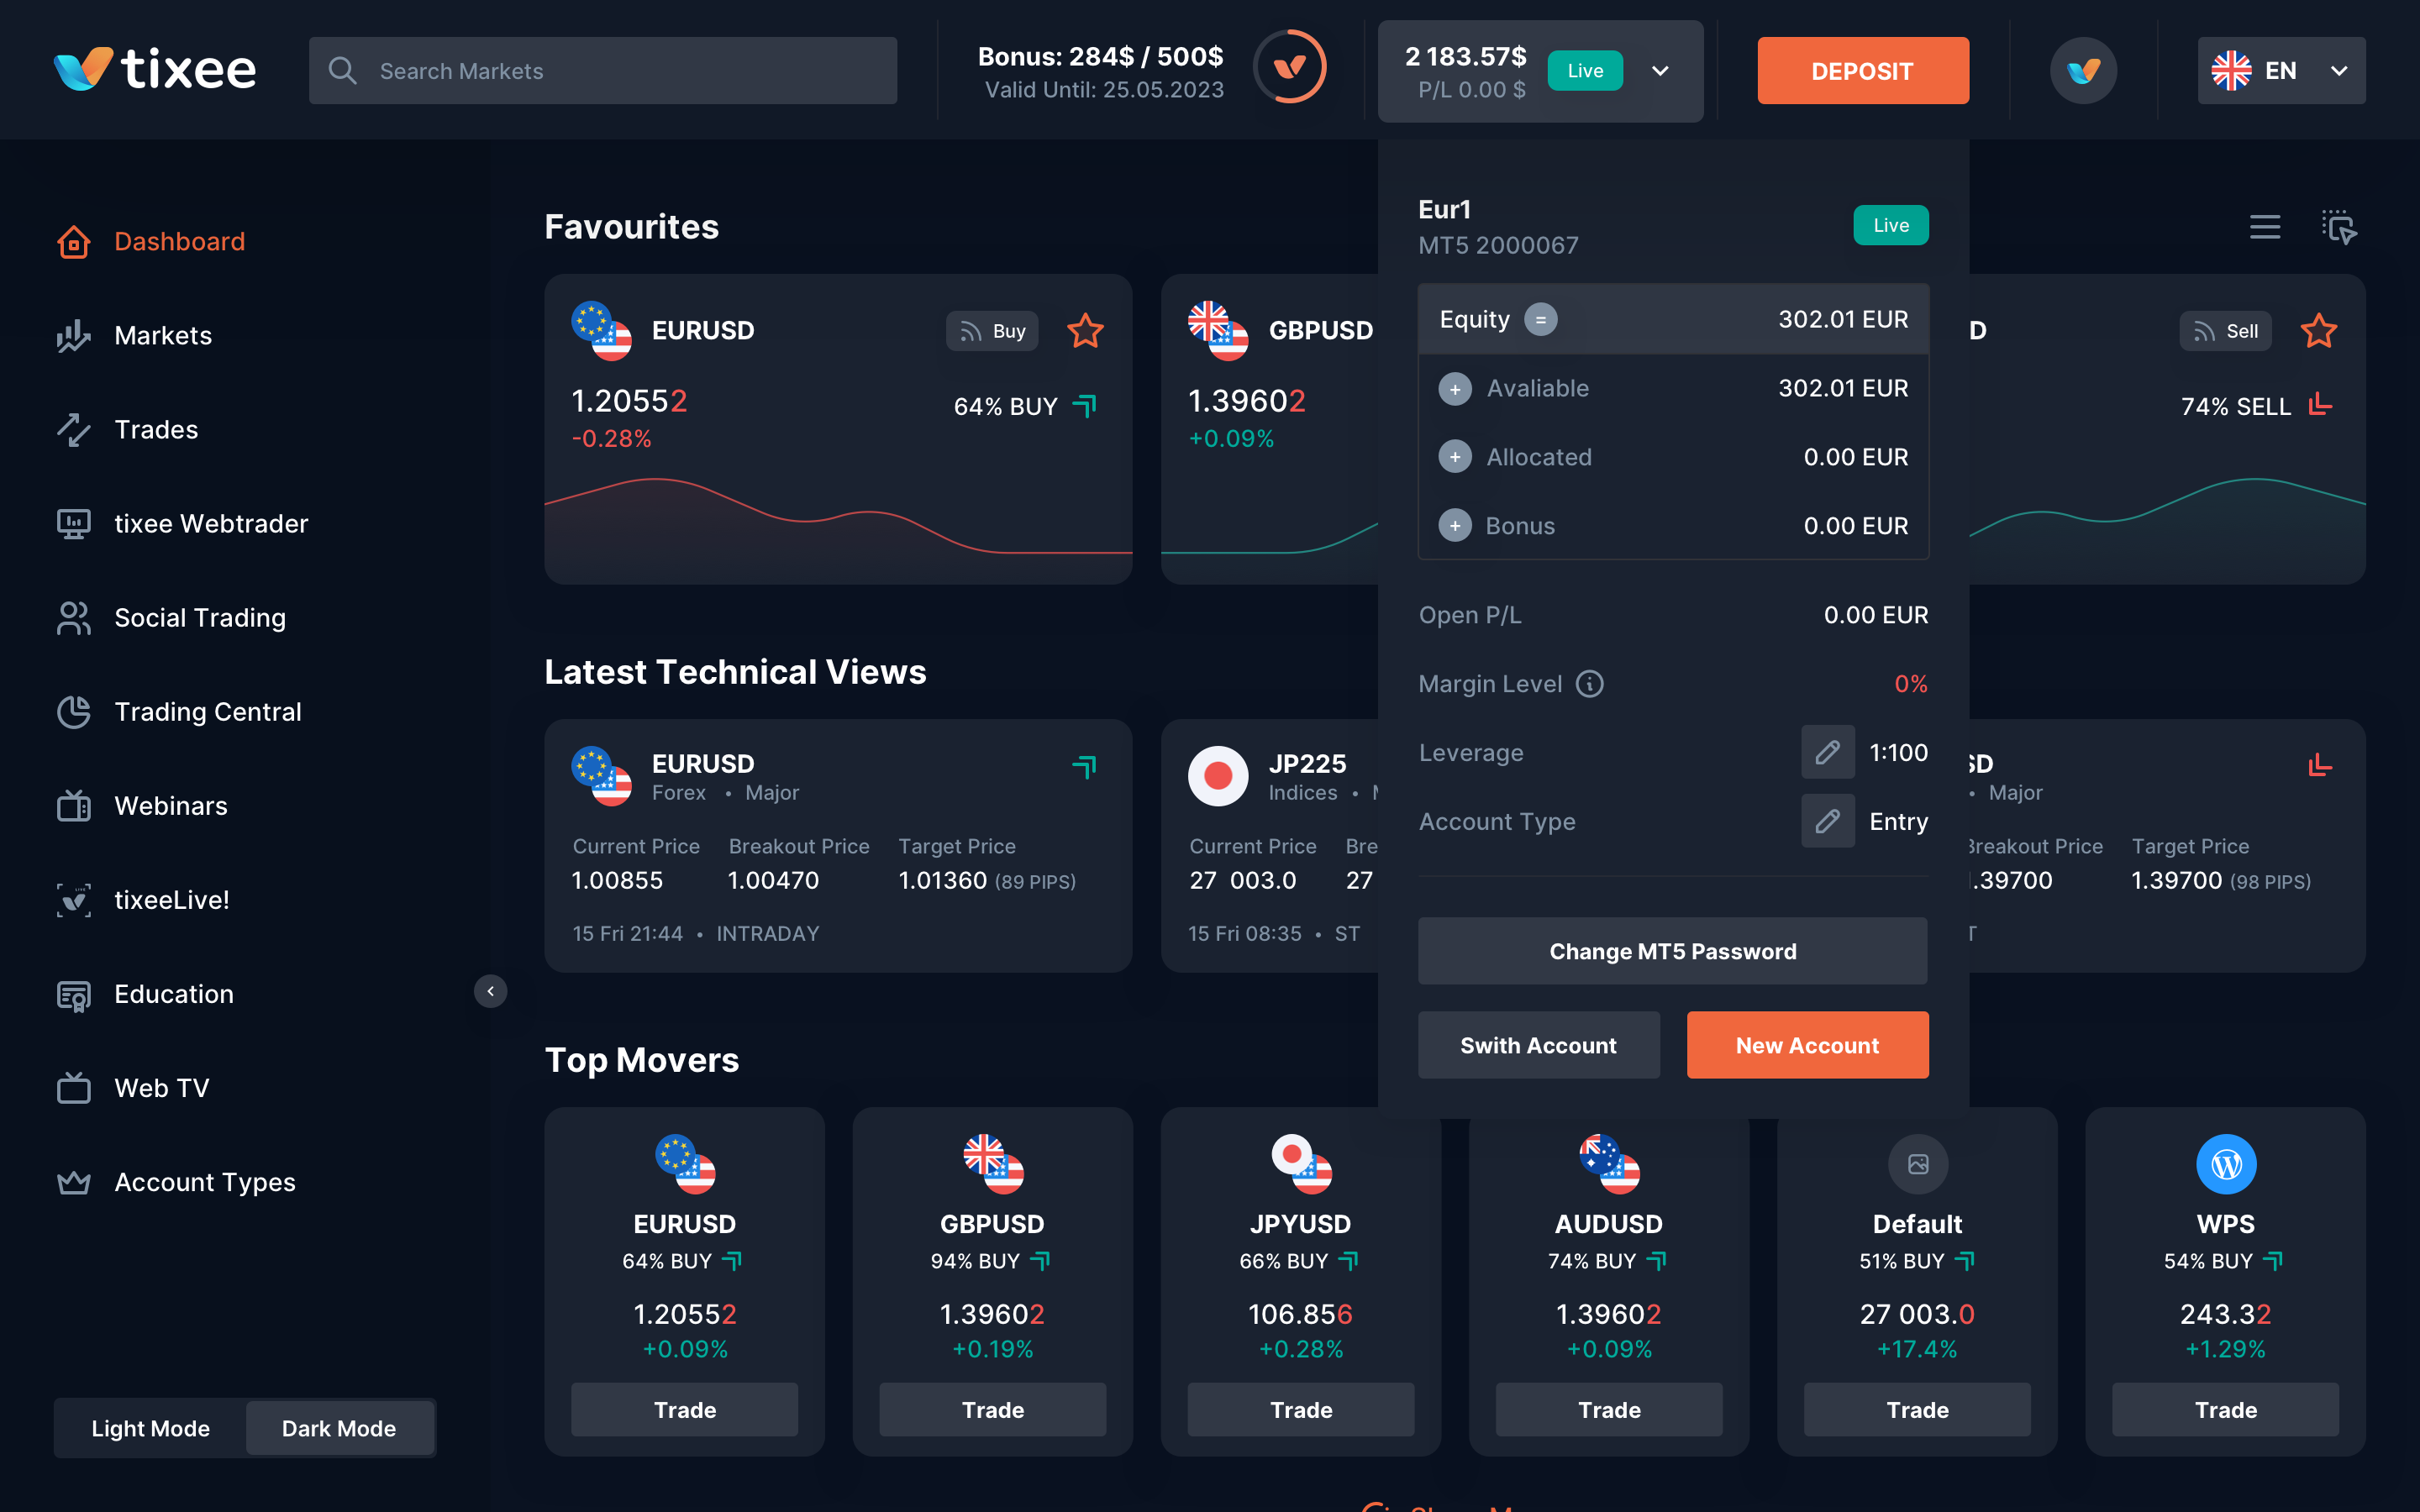 tixee
Search Markets
Bonus: 284$ / 500$
Valid Until: 25.05.2023
2 183.57$
P/L 0.00 $
Live
DEPOSIT
EN
Dashboard
Markets
Trades
tixee Webtrader
Social Trading
Trading Central
Webinars
tixeeLive!
Education
Web TV
Account Types
Light Mode
Dark Mode
Favourites
EURUSD
Buy
1.20552
-0.28%
64% BUY
GBPUSD
1.39602
+0.09%
D
Sell
74% SELL
Eur1
MT5 2000067
Live
Equity = 302.01 EUR
+ Avaliable 302.01 EUR
+ Allocated 0.00 EUR
+ Bonus 0.00 EUR
Open P/L 0.00 EUR
Margin Level 0%
Leverage 1:100
Account Type Entry
Change MT5 Password
Swith Account
New Account
Latest Technical Views
EURUSD
Forex • Major
Current Price Breakout Price Target Price
1.00855 1.00470 1.01360 (89 PIPS)
15 Fri 21:44 • INTRADAY
JP225
Indices •
Current Price Bre
27 003.0 27
15 Fri 08:35 • ST
SD
• Major
Breakout Price Target Price
.39700 1.39700 (98 PIPS)
T
Top Movers
EURUSD
64% BUY
1.20552
+0.09%
Trade
GBPUSD
94% BUY
1.39602
+0.19%
Trade
JPYUSD
66% BUY
106.856
+0.28%
Trade
AUDUSD
74% BUY
1.39602
+0.09%
Trade
Default
51% BUY
27 003.0
+17.4%
Trade
WPS
54% BUY
243.32
+1.29%
Trade